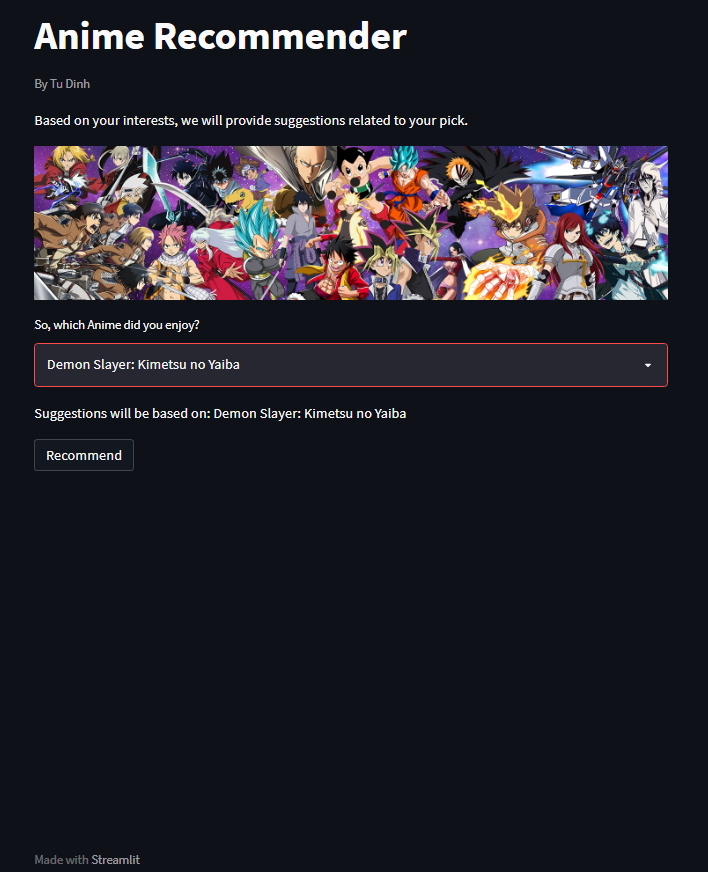 Anime Recommender
By Tu Dinh
Based on your interests, we will provide suggestions related to your pick.
So, which Anime did you enjoy?
Demon Slayer: Kimetsu no Yaiba
Suggestions will be based on: Demon Slayer: Kimetsu no Yaiba
Recommend
Made with Streamlit